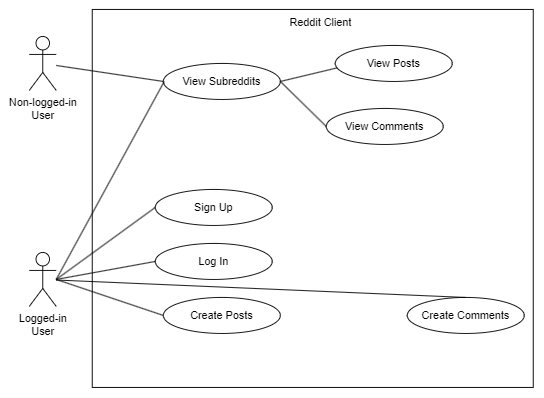 Reddit Client
View Posts
View Subreddits
Non-logged-in
User
View Comments
Sign Up
Log In
Logged-in
User
Create Posts
Create Comments